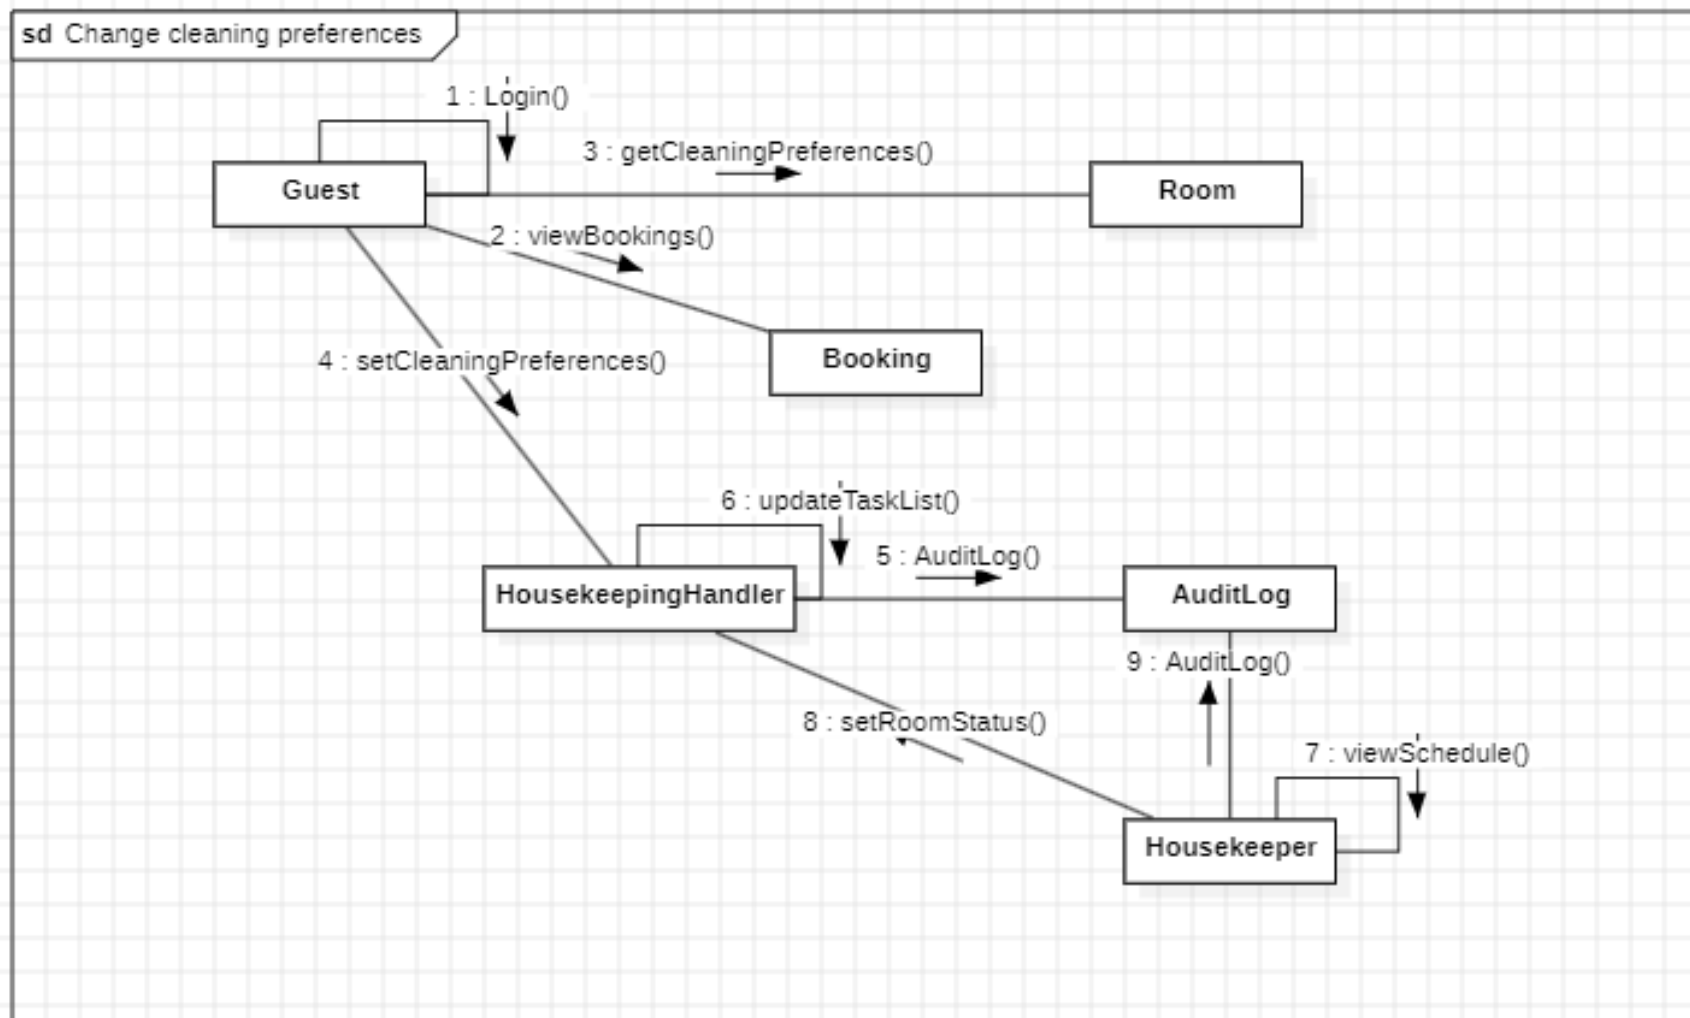 sd Change cleaning preferences
1 : Login()
3 : getCleaningPreferences()
Guest
Room
2 : viewBookings()
Booking
4 : setCleaningPreferences()
6 : updateTaskList()
5 : AuditLog()
HousekeepingHandler
AuditLog
9 : AuditLog()
8 : setRoomStatus()
7 : viewSchedule()
Housekeeper